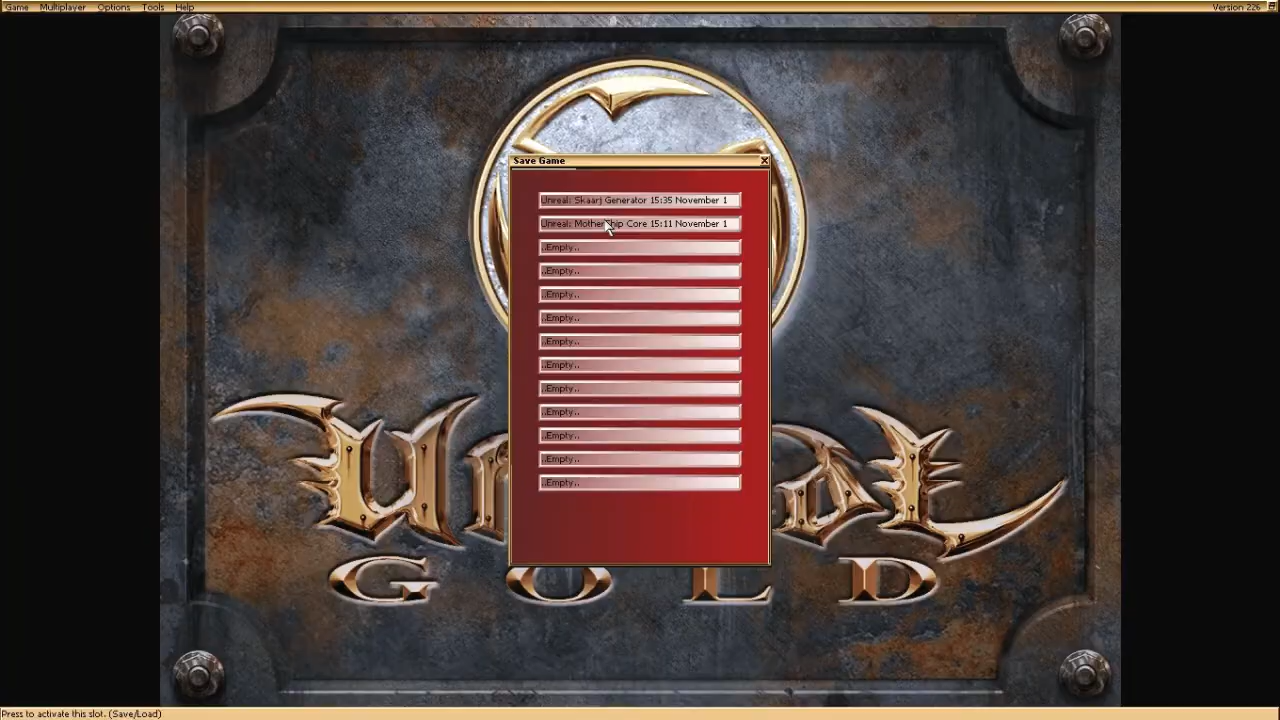 Game Multiplayer Options Tools Help Version 226
Save Game
Unreal: Skaarj Generator 15:35 November 1
Unreal: Mothership Core 15:11 November 1
..Empty..
..Empty..
..Empty..
..Empty..
..Empty..
..Empty..
..Empty..
..Empty..
..Empty..
..Empty..
..Empty..
Unreal
GOLD
Press to activate this slot. (Save/Load)